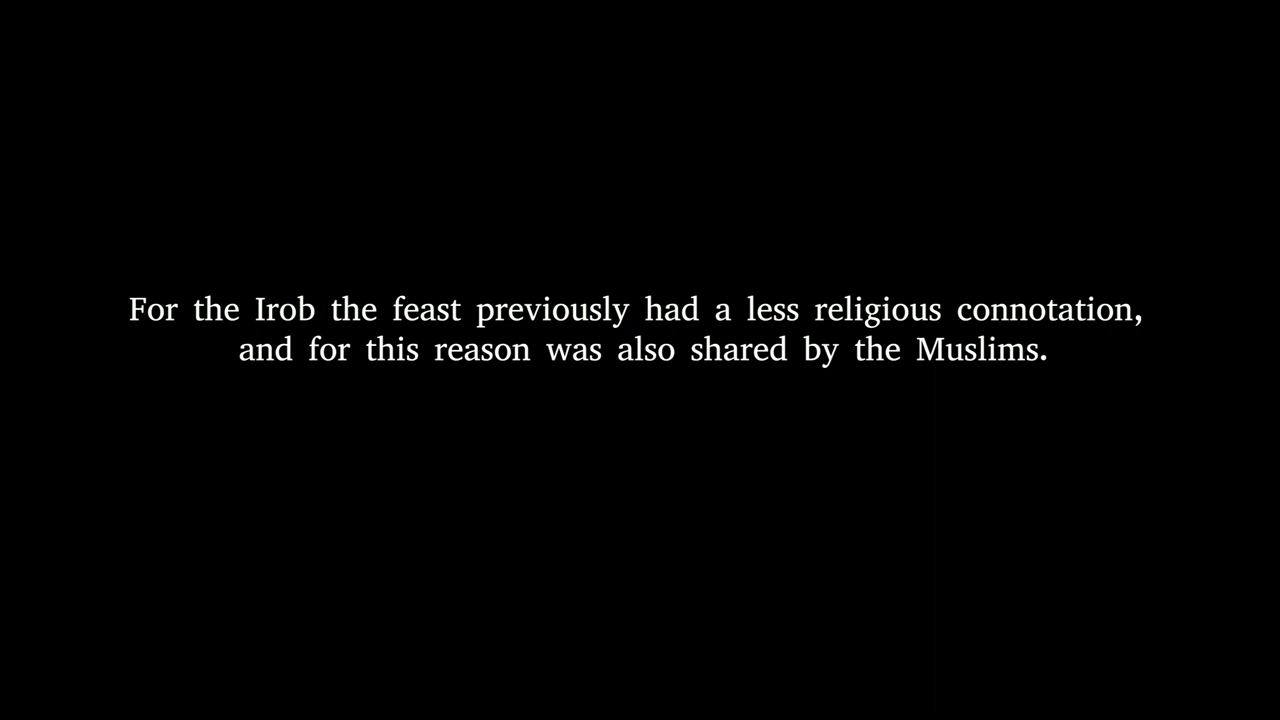 For the Irob the feast previously had a less religious connotation,
and for this reason was also shared by the Muslims.